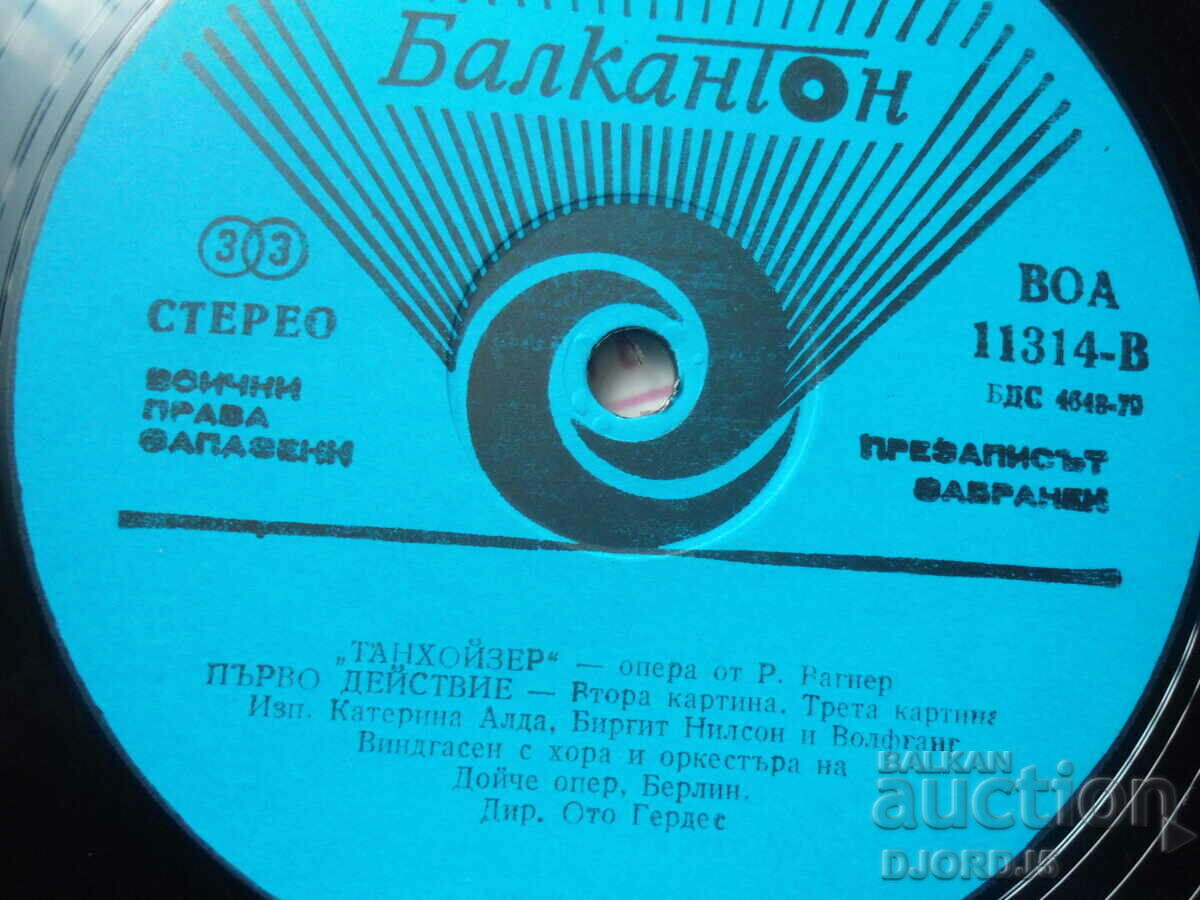 Балкантон
33
СТЕРЕО
ВСИЧНИ
ПРАВА
ЗАПАЗЕНИ
ВОА
11314-В
БДС 4648-70
ПРЕЗАПИСЪТ
ЗАБРАНЕН
„ТАНХОЙЗЕР“ — опера от Р. Вагнер
ПЪРВО ДЕЙСТВИЕ — Втора картина. Трета картина
Изп. Катерина Алда, Биргит Нилсон и Волфганг
Виндгасен с хора и оркестъра на
Дойче опер, Берлин.
Дир. Ото Гердес
BALKAN
auction
DJORDJ15